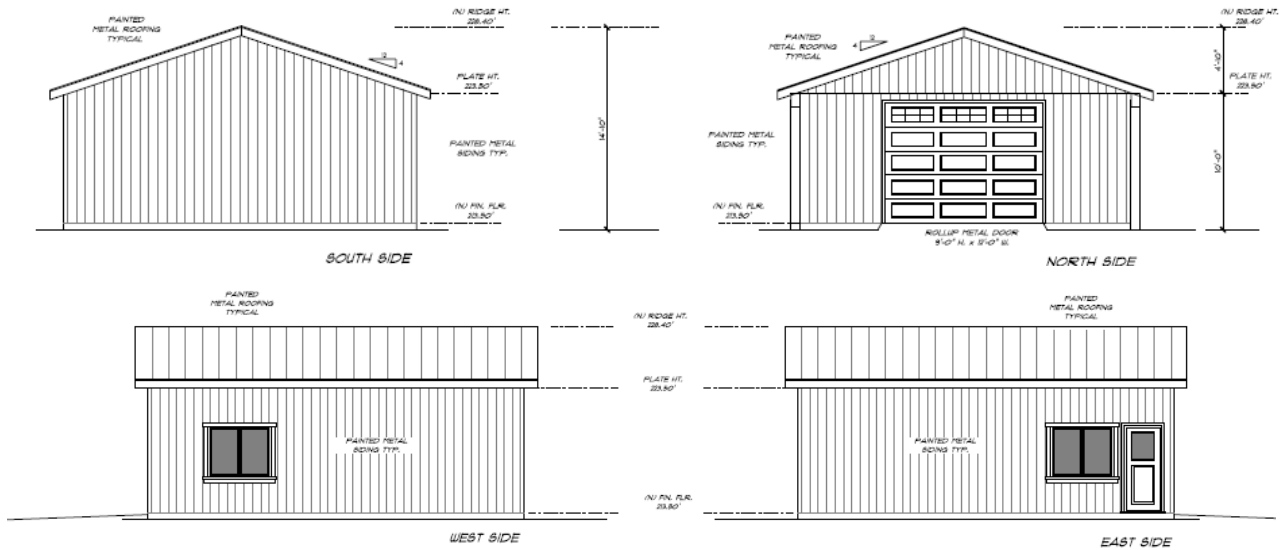 PAINTED
METAL ROOFING
TYPICAL
(N) RIDGE HT.
228.40'
12
4
PLATE HT.
223.50'
14'-10"
PAINTED METAL
SIDING TYP.
(N) FIN. FLR.
213.50'
SOUTH SIDE
PAINTED
METAL ROOFING
TYPICAL
12
4
(N) RIDGE HT.
228.40'
4'-10"
PLATE HT.
223.50'
PAINTED METAL
SIDING TYP.
10'-0"
(N) FIN. FLR.
213.50'
ROLLUP METAL DOOR
NORTH SIDE
PAINTED
METAL ROOFING
TYPICAL
(N) RIDGE HT.
228.40'
PLATE HT.
223.50'
PAINTED METAL
SIDING TYP.
(N) FIN. FLR.
213.50'
WEST SIDE
PAINTED
METAL ROOFING
TYPICAL
PAINTED METAL
SIDING TYP.
EAST SIDE